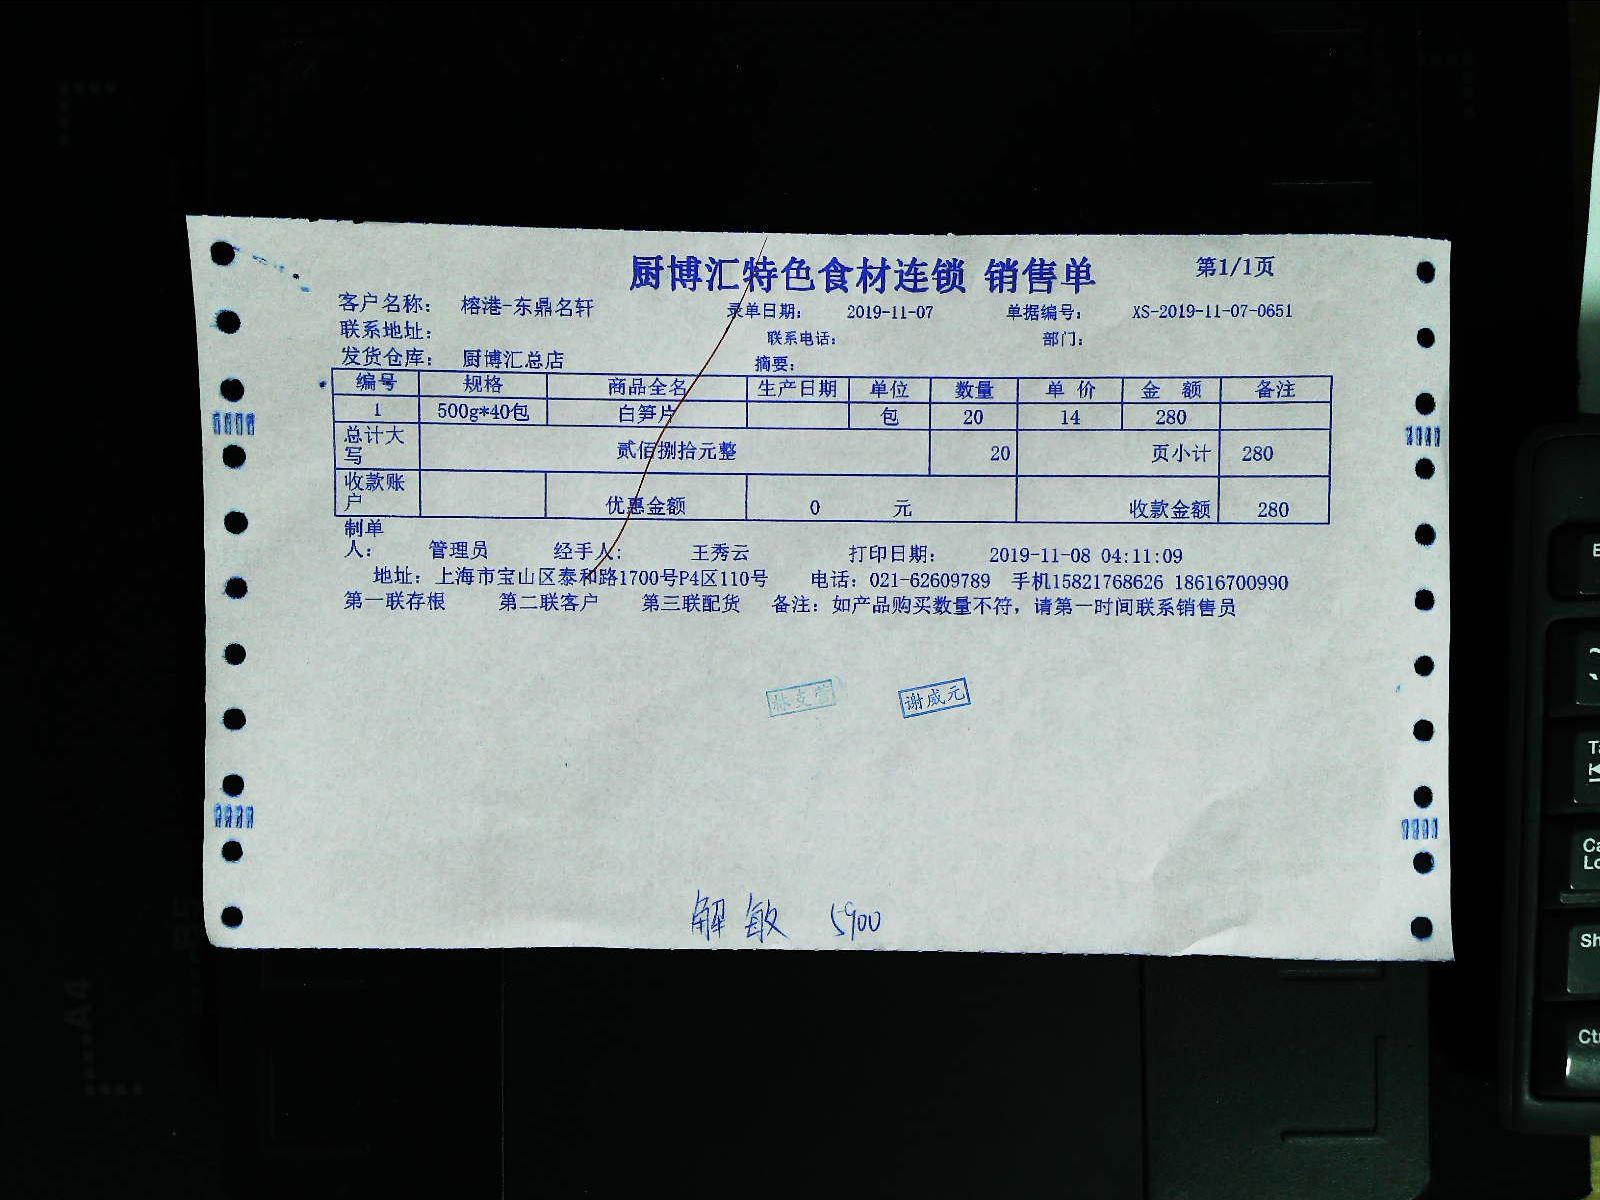 厨博汇特色食材连锁 销售单 第1/1页
客户名称： 榕港-东鼎名轩 录单日期： 2019-11-07 单据编号： XS-2019-11-07-0651
联系地址： 联系电话： 部门：
发货仓库： 厨博汇总店 摘要：
编号 规格 商品全名 生产日期 单位 数量 单 价 金 额 备注
1 500g*40包 白笋片 包 20 14 280
总计大写 贰佰捌拾元整 20 页小计 280
收款账户 优惠金额 0 元 收款金额 280
制单人： 管理员 经手人： 王秀云 打印日期： 2019-11-08 04:11:09
地址：上海市宝山区泰和路1700号P4区110号 电话：021-62609789 手机15821768626 18616700990
第一联存根 第二联客户 第三联配货 备注：如产品购买数量不符，请第一时间联系销售员
谢威元
解敏 5900
A4